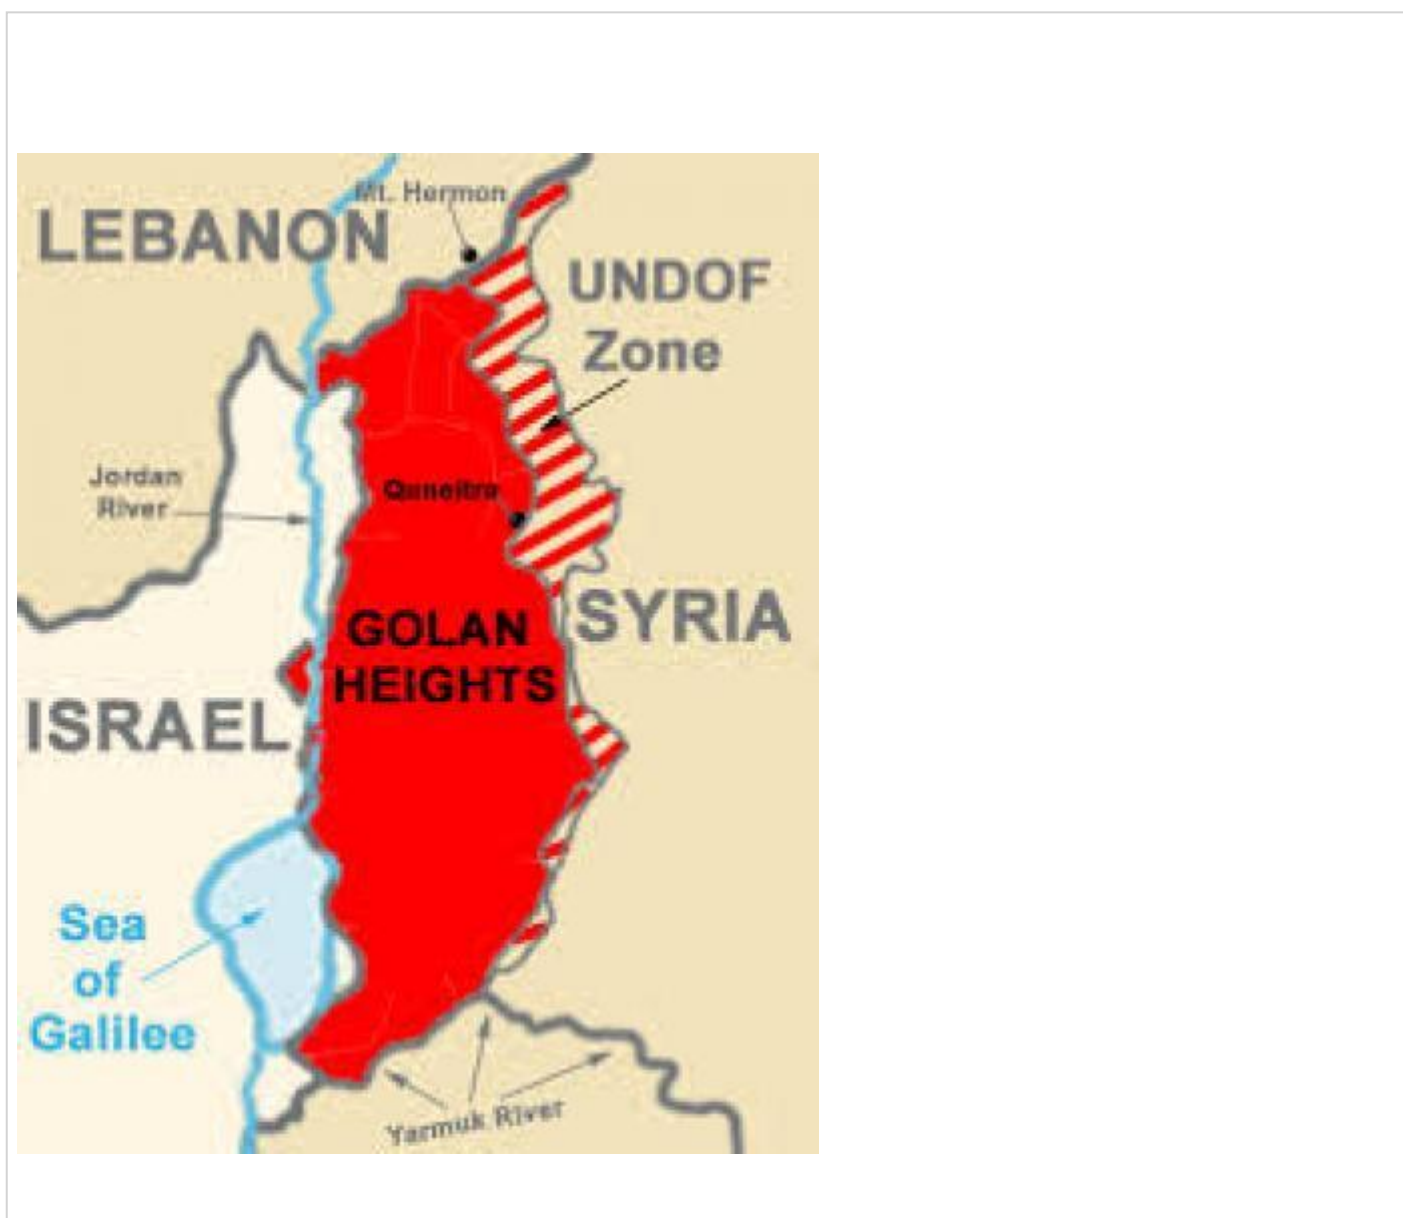 Mt. Hermon
LEBANON
UNDOF
Zone
Jordan
River
Quneitra
GOLAN
HEIGHTS
SYRIA
ISRAEL
Sea
of
Galilee
Yarmuk River